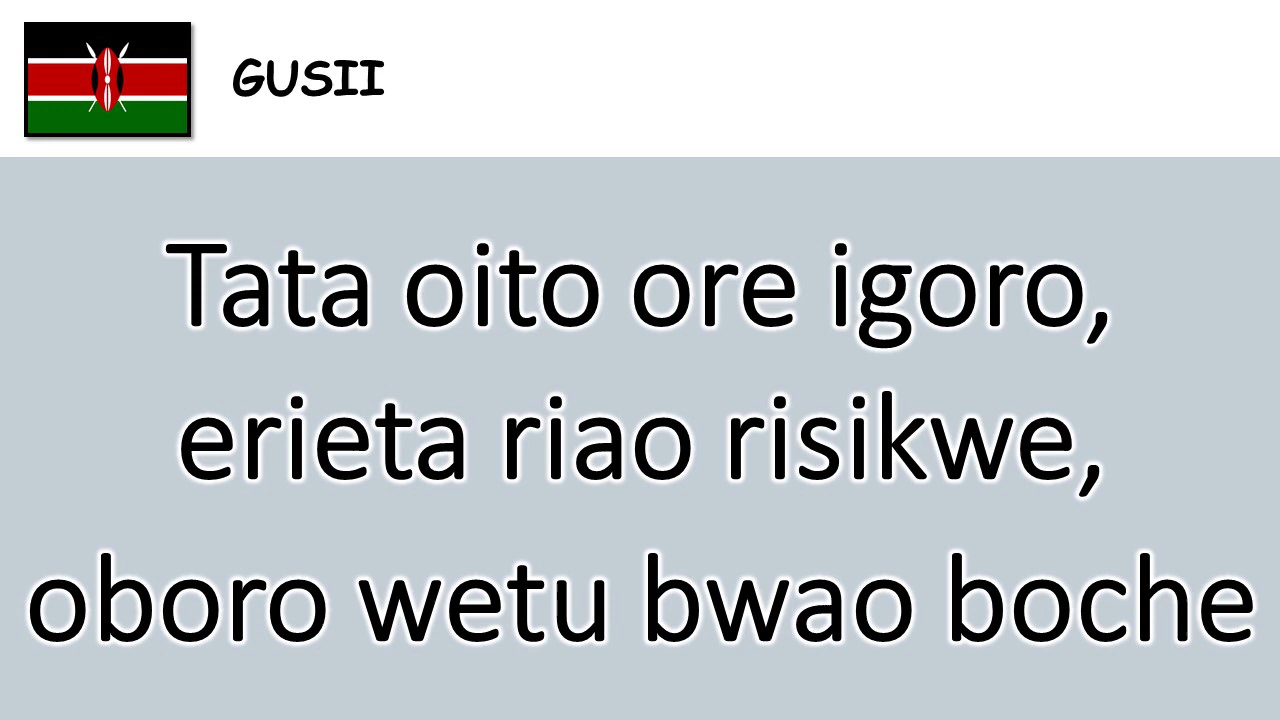 GUSII
Tata oito ore igoro,
erieta riao risikwe,
oboro wetu bwao boche